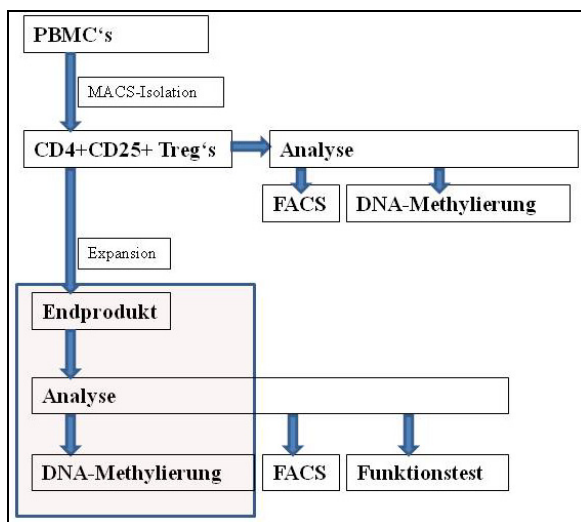 PBMC‘s
MACS-Isolation
CD4+CD25+ Treg‘s
Analyse
FACS
DNA-Methylierung
Expansion
Endprodukt
Analyse
DNA-Methylierung
FACS
Funktionstest